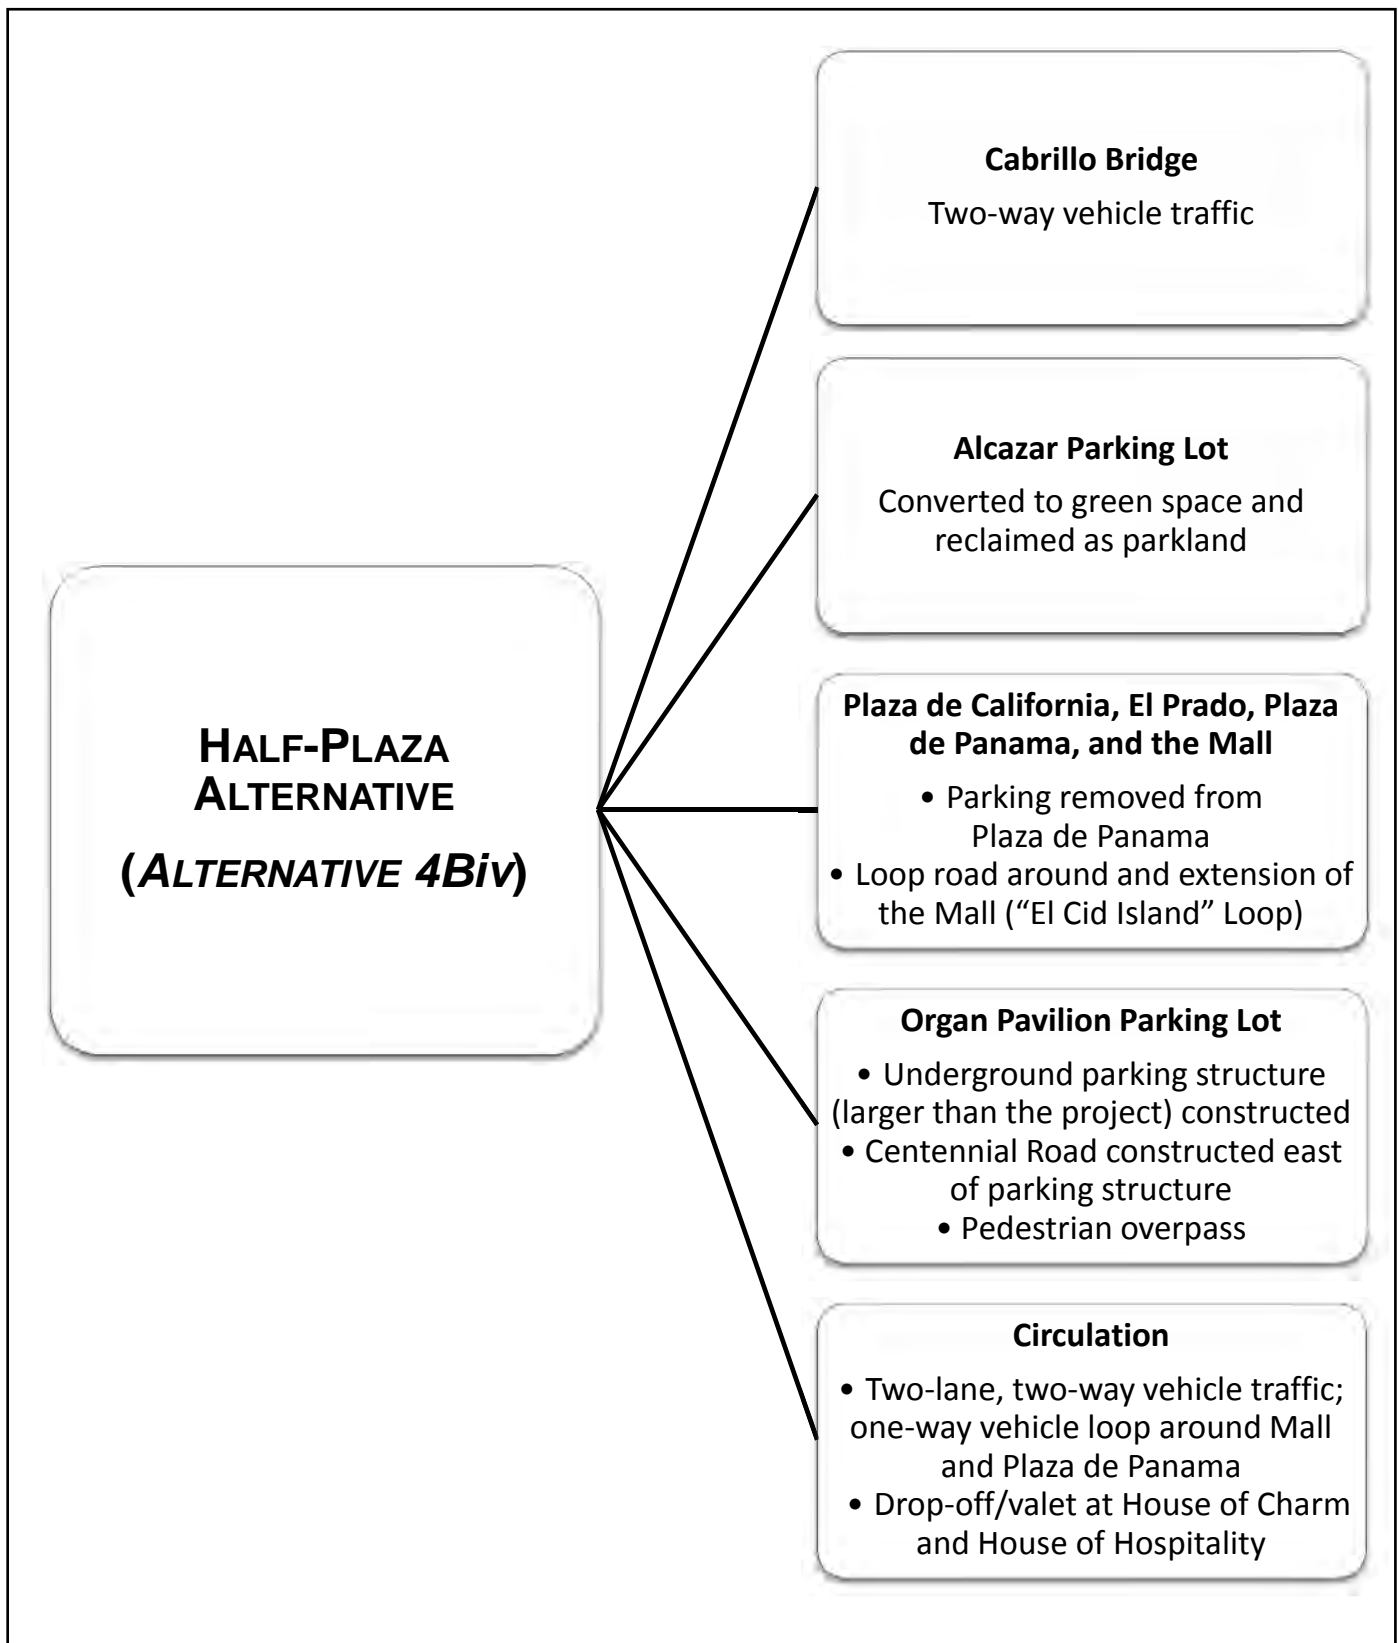 Cabrillo Bridge
Two-way vehicle traffic
Alcazar Parking Lot
Converted to green space and
reclaimed as parkland
HALF-PLAZA
ALTERNATIVE
(ALTERNATIVE 4Biv)
Plaza de California, El Prado, Plaza
de Panama, and the Mall
• Parking removed from
Plaza de Panama
• Loop road around and extension of
the Mall (“El Cid Island” Loop)
Organ Pavilion Parking Lot
• Underground parking structure
(larger than the project) constructed
• Centennial Road constructed east
of parking structure
• Pedestrian overpass
Circulation
• Two-lane, two-way vehicle traffic;
one-way vehicle loop around Mall
and Plaza de Panama
• Drop-off/valet at House of Charm
and House of Hospitality